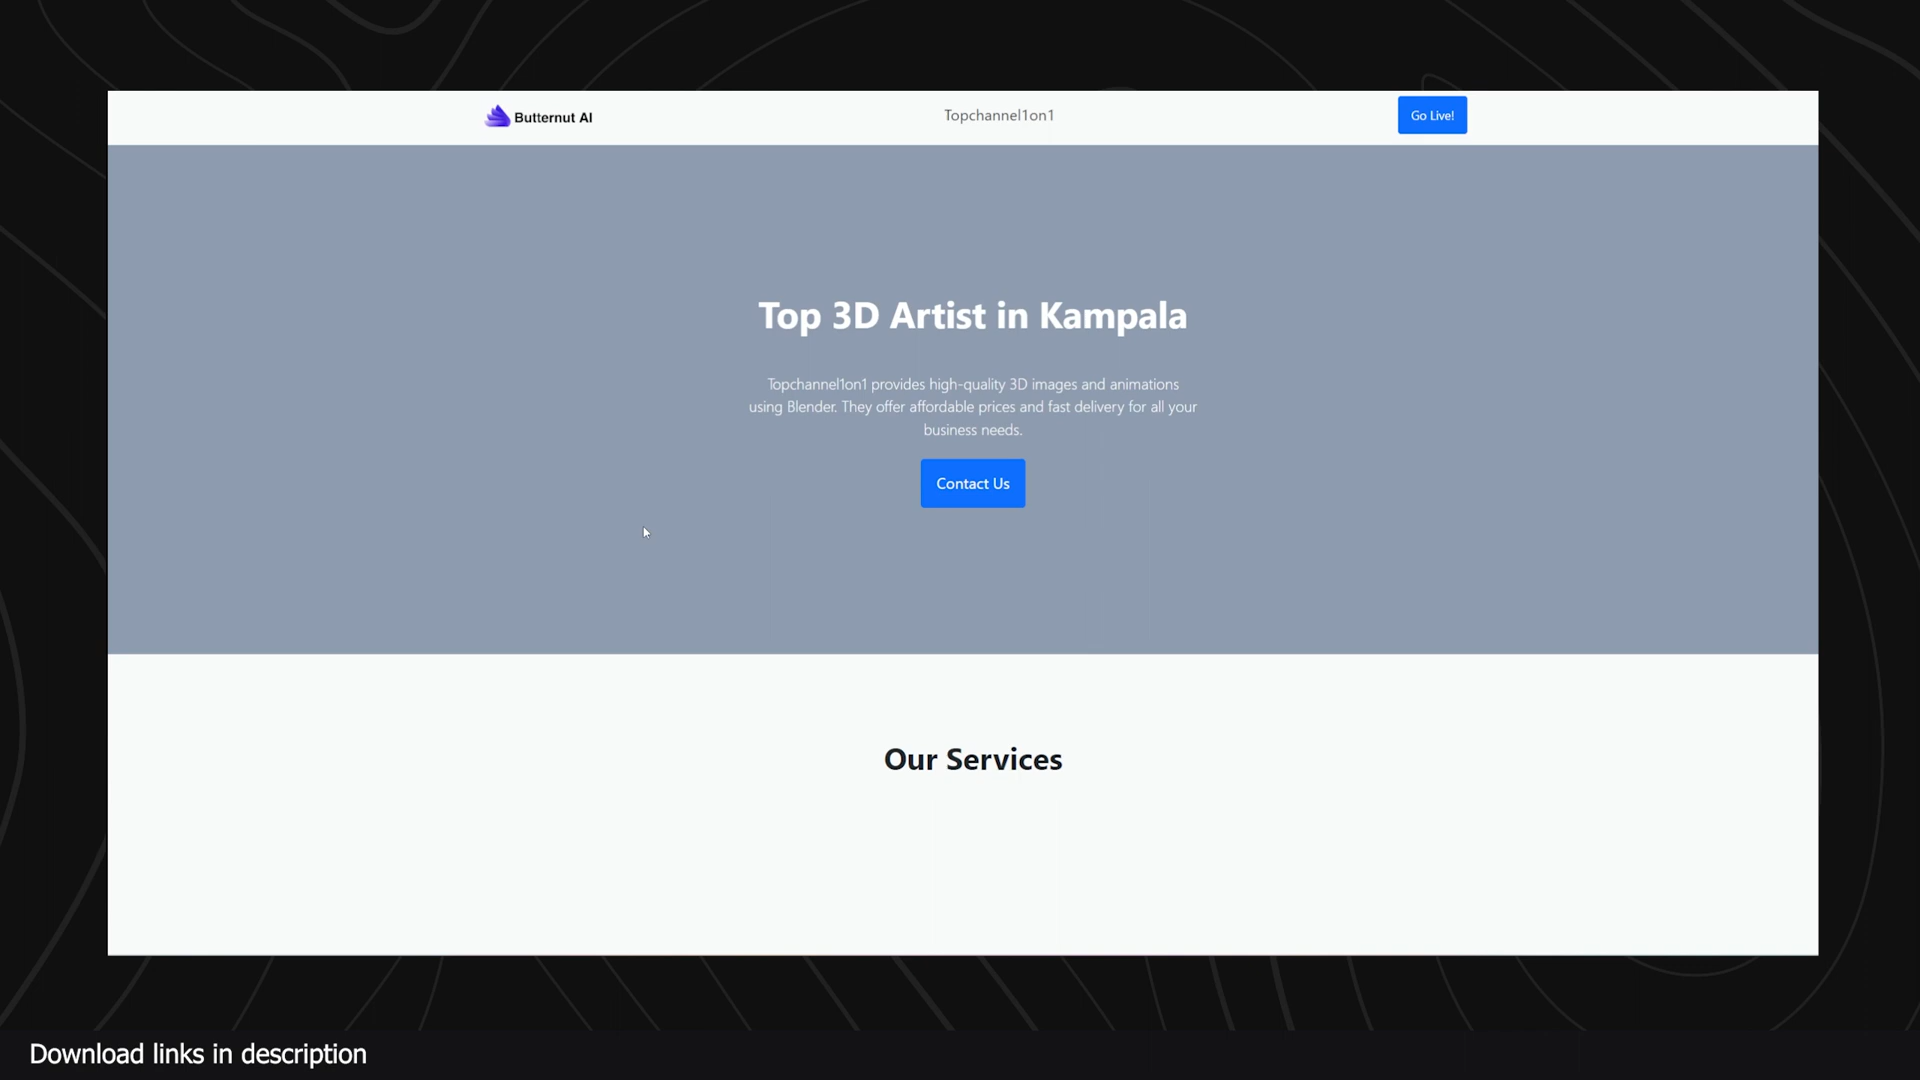 Butternut AI
Topchannel1on1
Go Live!
Top 3D Artist in Kampala
Topchannel1on1 provides high-quality 3D images and animations
using Blender. They offer affordable prices and fast delivery for all your
business needs.
Contact Us
Our Services
Download links in description